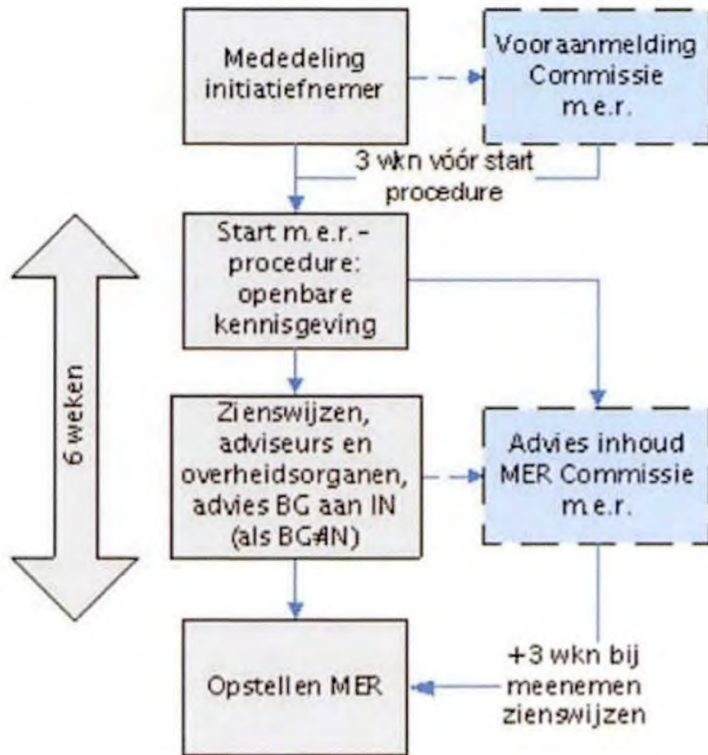 Mededeling
initiatiefnemer
Vooraanmelding
Commissie
m.e.r.
3 wkn vóór start
procedure
Start m.e.r. –
procedure:
openbare
kennisgeving
6 weken
Zienswijzen,
adviseurs en
overheidsorganen,
advies BG aan IN
(als BG≠IN)
Advies inhoud
MER Commissie
m.e.r.
Opstellen MER
+3 wkn bij
meenemen
zienswijzen